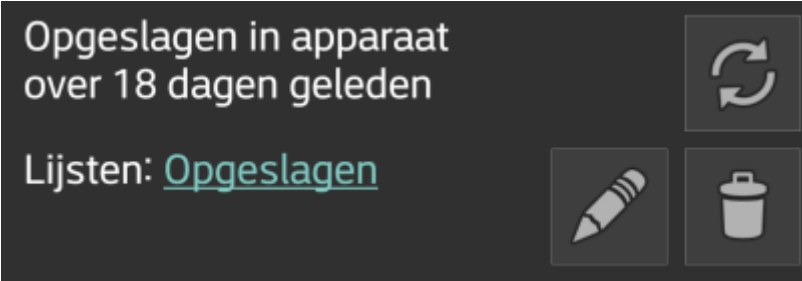 Opgeslagen in apparaat
over 18 dagen geleden
Lijsten: Opgeslagen